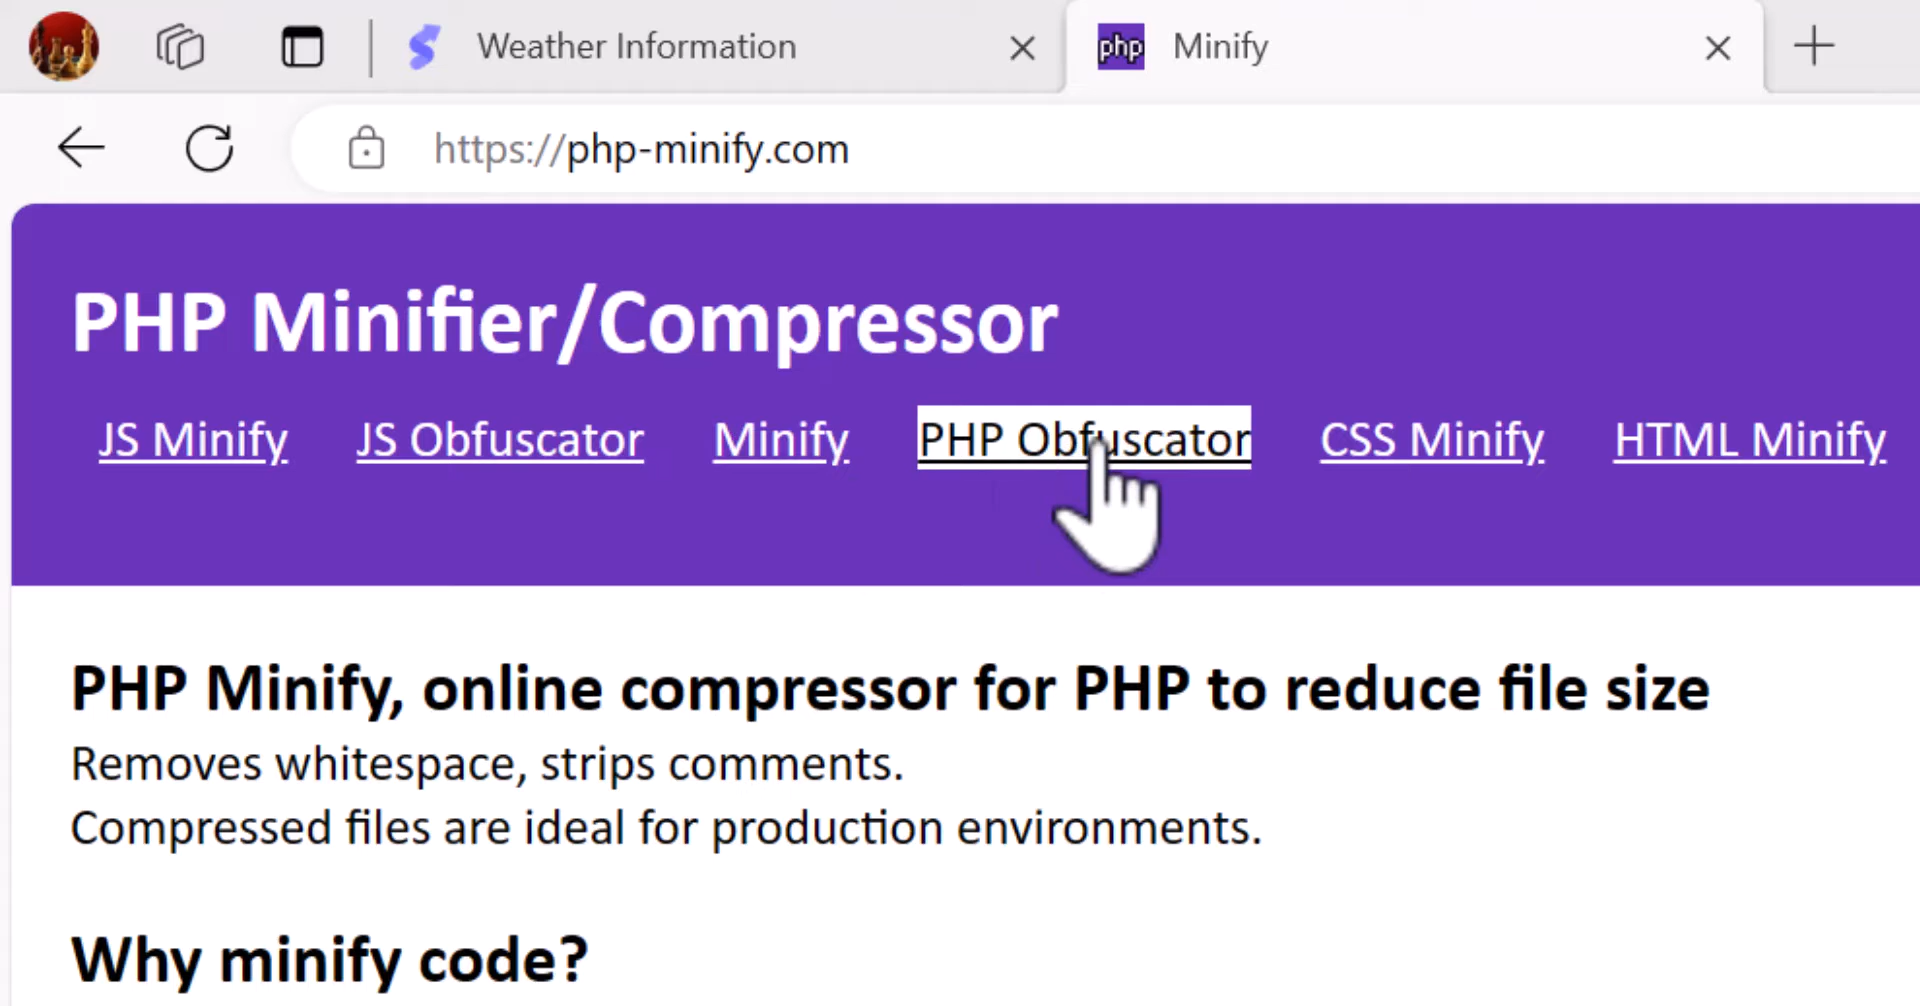 Weather Information
php Minify
https://php-minify.com
PHP Minifier/Compressor
JS Minify JS Obfuscator Minify PHP Obfuscator CSS Minify HTML Minify
PHP Minify, online compressor for PHP to reduce file size
Removes whitespace, strips comments.
Compressed files are ideal for production environments.
Why minify code?